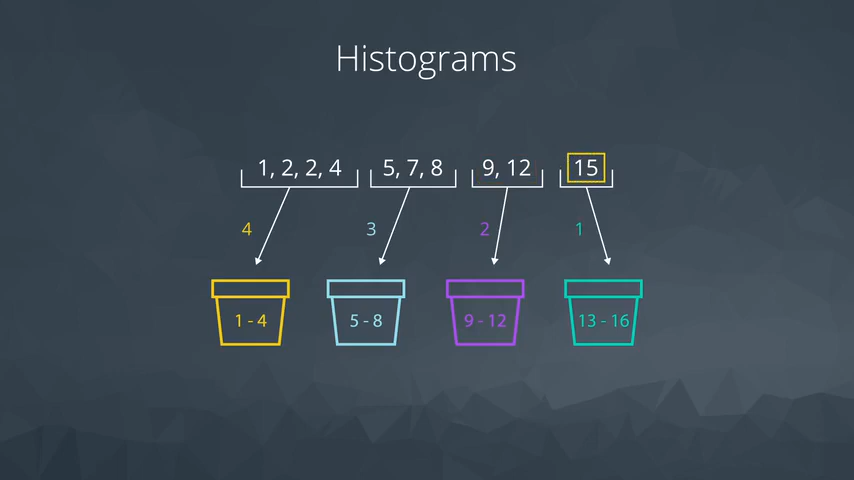 Histograms
1, 2, 2, 4 5, 7, 8 9, 12 15
4 3 2 1
1 - 4 5 - 8 9 - 12 13 - 16